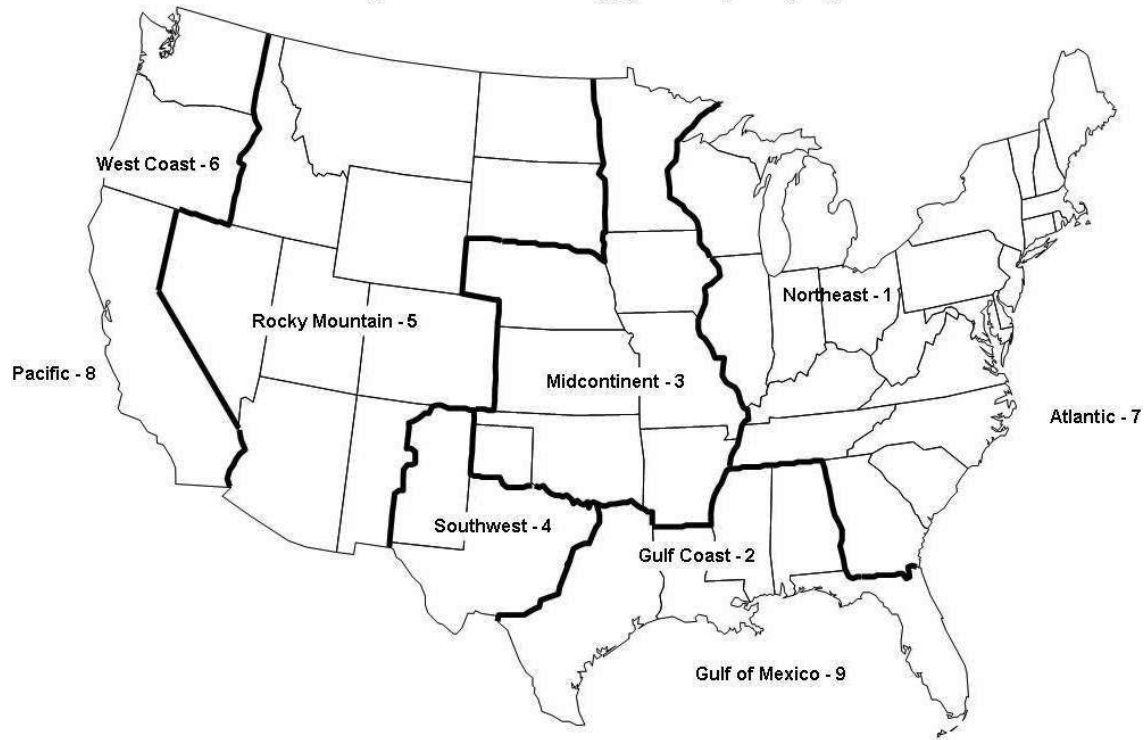 West Coast - 6
Northeast - 1
Rocky Mountain - 5
Pacific - 8
Midcontinent - 3
Atlantic - 7
Southwest - 4
Gulf Coast - 2
Gulf of Mexico - 9